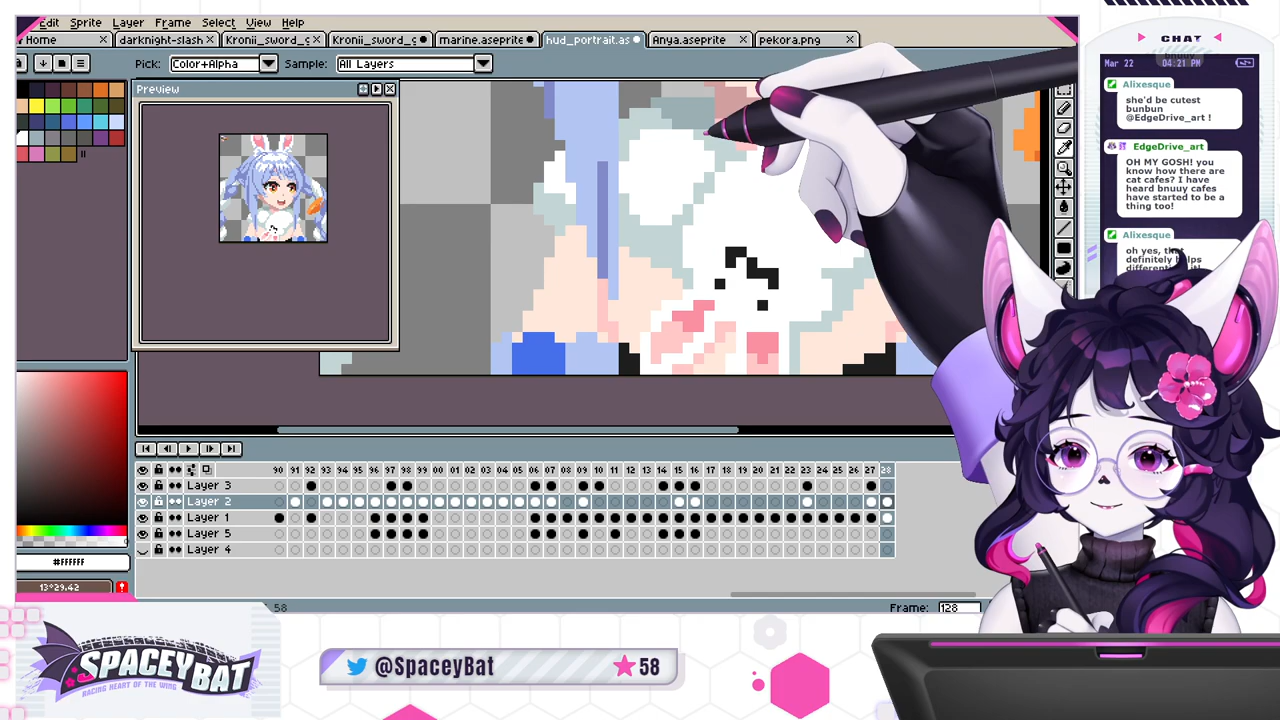 Edit Sprite Layer Frame Select View Help
Home darknight-slash Kronii_sword_g Kronii_sword_g marine.aseprite hud_portrait.as Anya.aseprite pekora.png
Pick: Color+Alpha Sample: All Layers
Preview
CHAT
Mar 22 04:21 PM
Alixesque
she'd be cutest
bunbun
@EdgeDrive_art !
EdgeDrive_art
OH MY GOSH! you
know how there are
cat cafes? I have
heard bnuuy cafes
have started to be a
thing too!
Alixesque
oh yes,
definitely helps
90 91 92 93 94 95 96 97 98 99 00 01 02 03 04 05 06 07 08 09 10 11 12 13 14 15 16 17 18 19 20 21 22 23 24 25 26 27 28
Layer 3
Layer 2
Layer 1
Layer 5
Layer 4
#FFFFFF
13°29.42
58
Frame: 128
SPACEYBAT
RACING HEART OF THE WING
@SpaceyBat 58